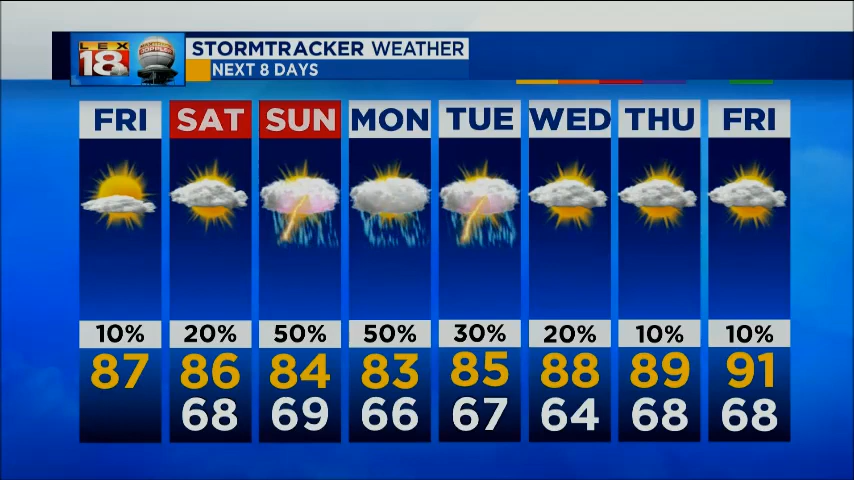 LEX
18
DOPPLER
STORMTRACKER WEATHER
NEXT 8 DAYS
FRI SAT SUN MON TUE WED THU FRI
10% 20% 50% 50% 30% 20% 10% 10%
87 86 84 83 85 88 89 91
68 69 66 67 64 68 68